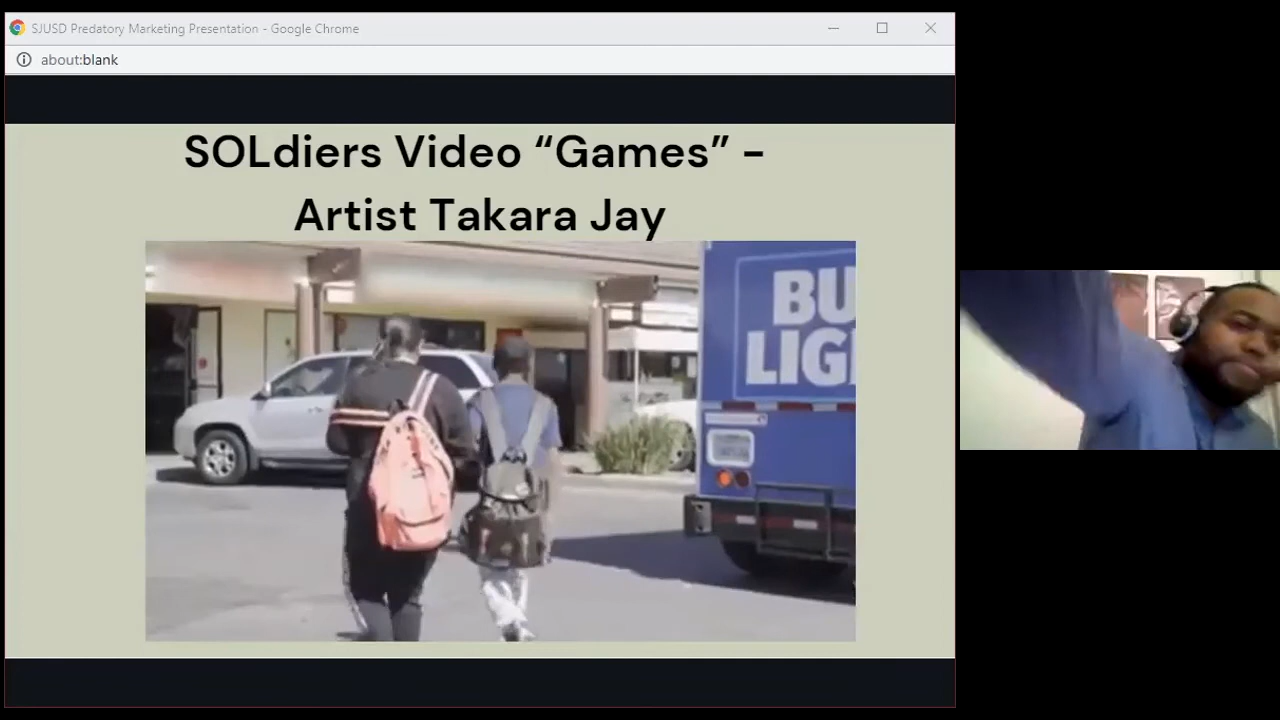 SJUSD Predatory Marketing Presentation - Google Chrome
about:blank
SOLdiers Video “Games” -
Artist Takara Jay
BU
LIG